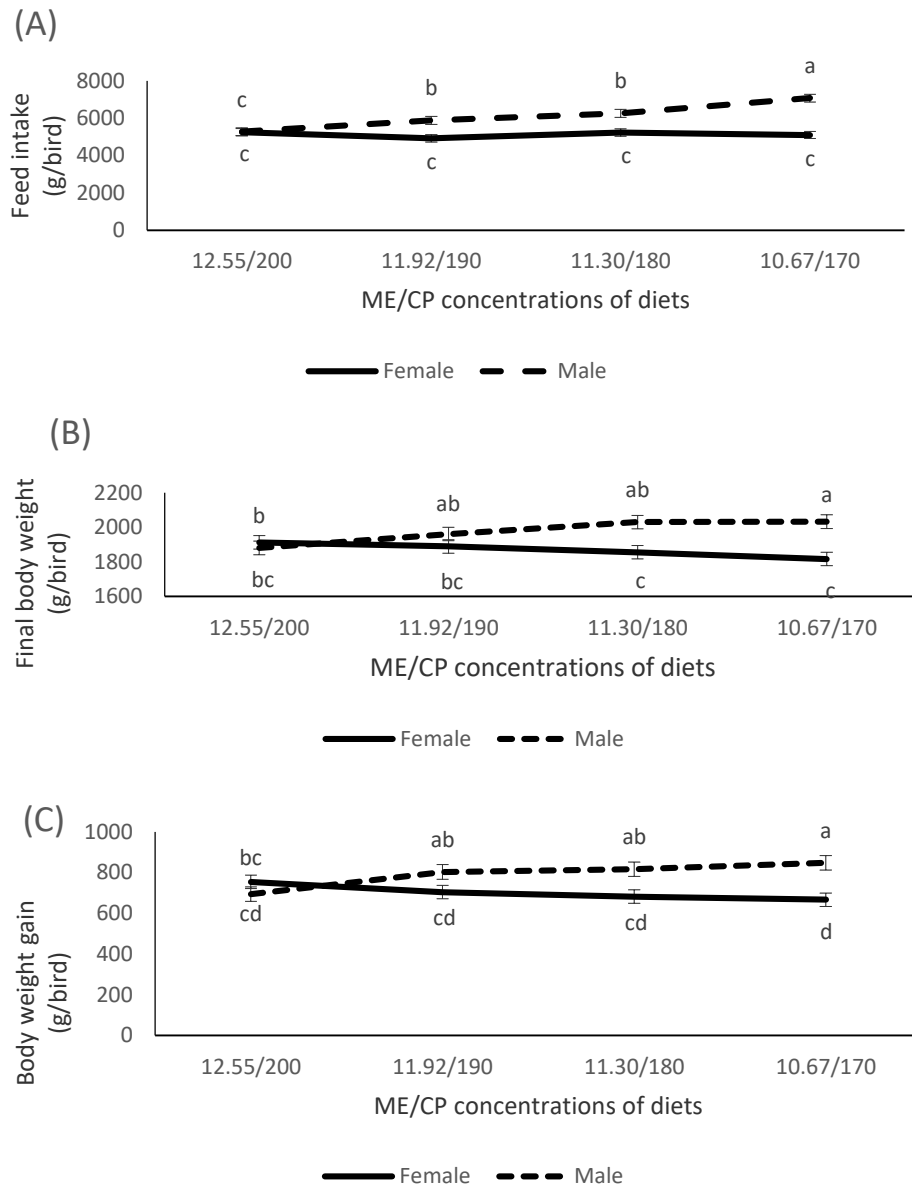 (A)
Feed intake
(g/bird)
8000
6000
4000
2000
0
c
b
b
a
c
c
c
c
12.55/200
11.92/190
11.30/180
10.67/170
ME/CP concentrations of diets
Female
Male
(B)
Final body weight
(g/bird)
2200
2000
1800
1600
b
ab
ab
a
bc
bc
c
c
12.55/200
11.92/190
11.30/180
10.67/170
ME/CP concentrations of diets
Female
Male
(C)
Body weight gain
(g/bird)
1000
800
600
400
200
0
bc
ab
ab
a
cd
cd
cd
d
12.55/200
11.92/190
11.30/180
10.67/170
ME/CP concentrations of diets
Female
Male